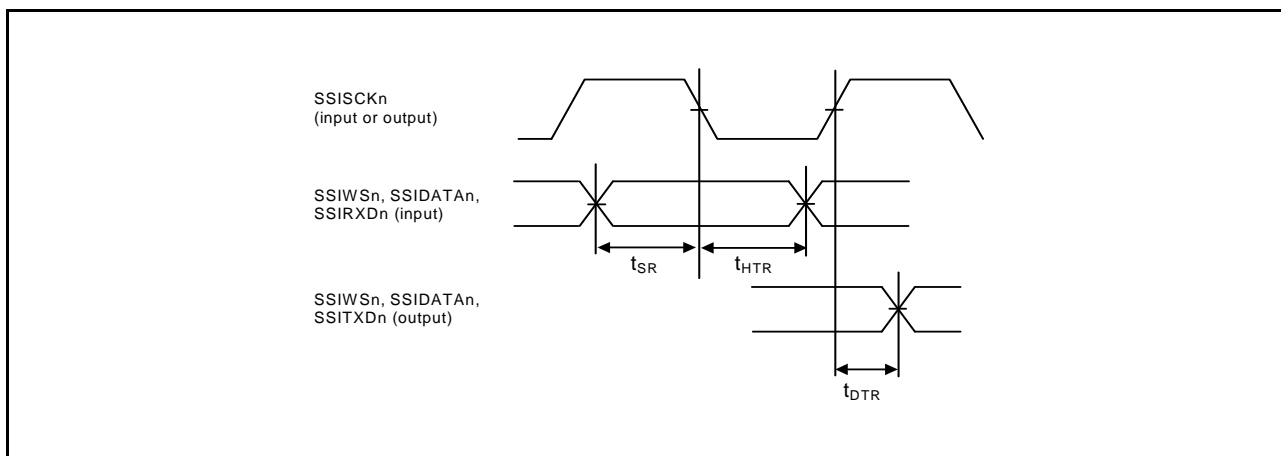 SSISCKn
(input or output)
SSIWSn, SSIDATAn,
SSIRXDn (input)
tSR
tHTR
SSIWSn, SSIDATAn,
SSITXDn (output)
tDTR